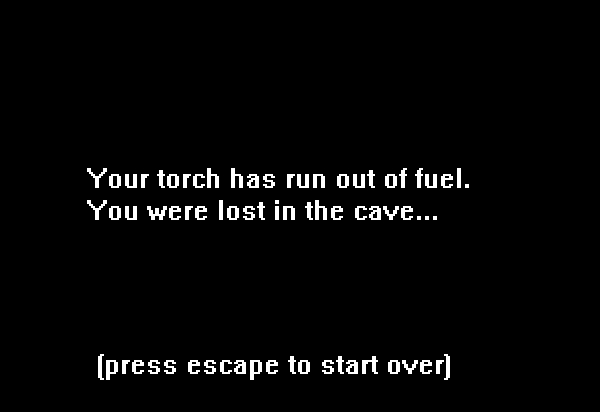 Your torch has run out of fuel.
You were lost in the cave...
(press escape to start over)